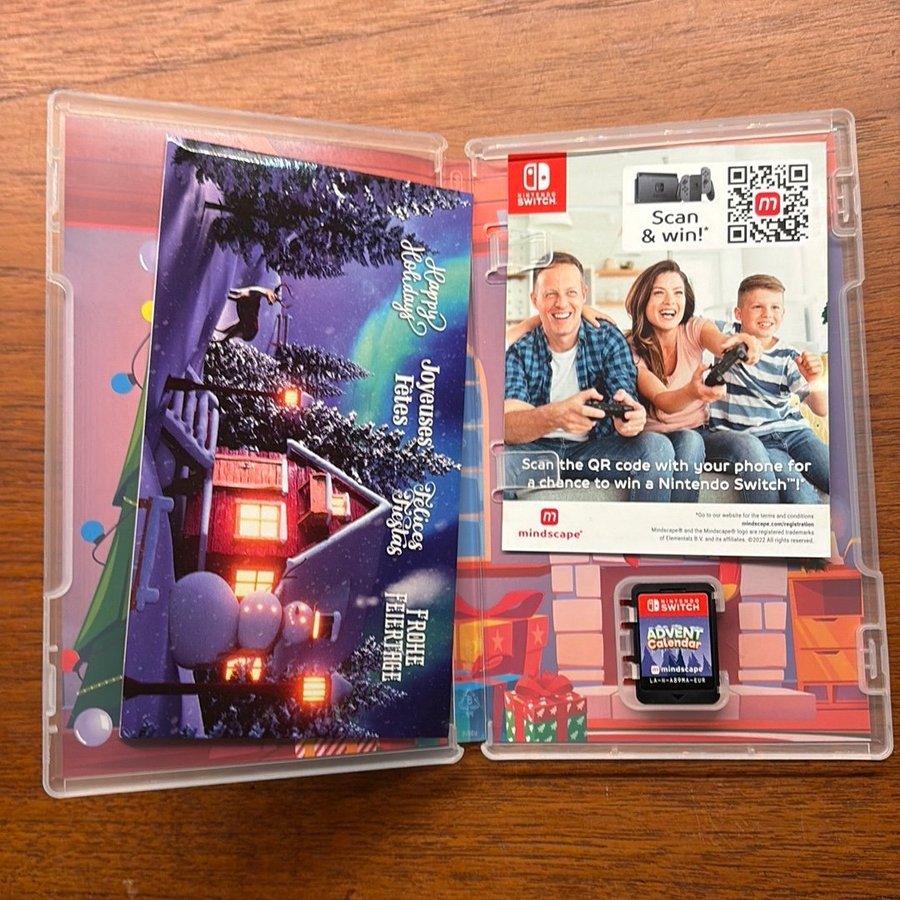 Happy
Holidays
Joyeuses
Fêtes
Felices
Fiestas
FROHE
FEIERTAGE
NINTENDO
SWITCH™
Scan
& win!*
m
Scan the QR code with your phone for
a chance to win a Nintendo Switch™!*
*Go to our website for the terms and conditions
mindscape.com/registration
Mindscape® and the Mindscape® logo are registered trademarks
of Elementals B.V. and its affiliates. ©2022 All rights reserved.
m
mindscape®
NINTENDO
SWITCH
ADVENT
Calendar
m mindscape®
LA-H-A89MA-EUR